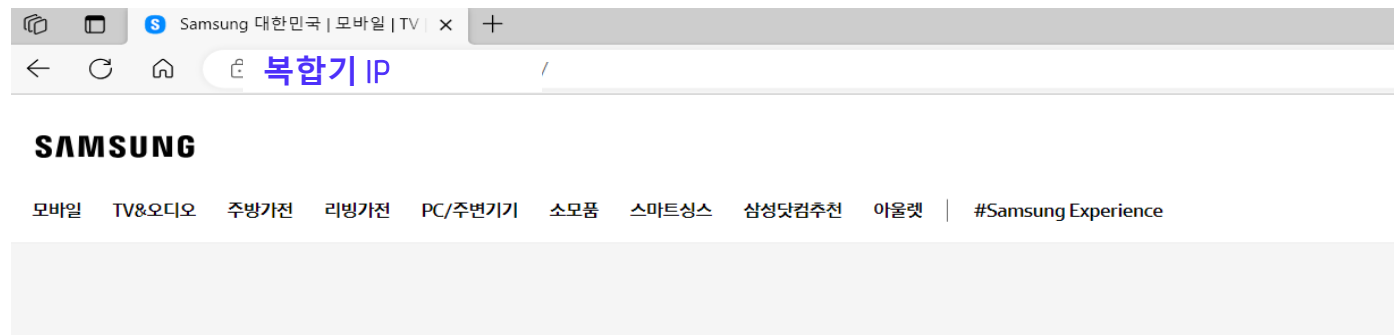 Samsung 대한민국 | 모바일 | TV |
복합기 IP /
SAMSUNG
모바일 TV&오디오 주방가전 리빙가전 PC/주변기기 소모품 스마트싱스 삼성닷컴추천 아울렛 | #Samsung Experience